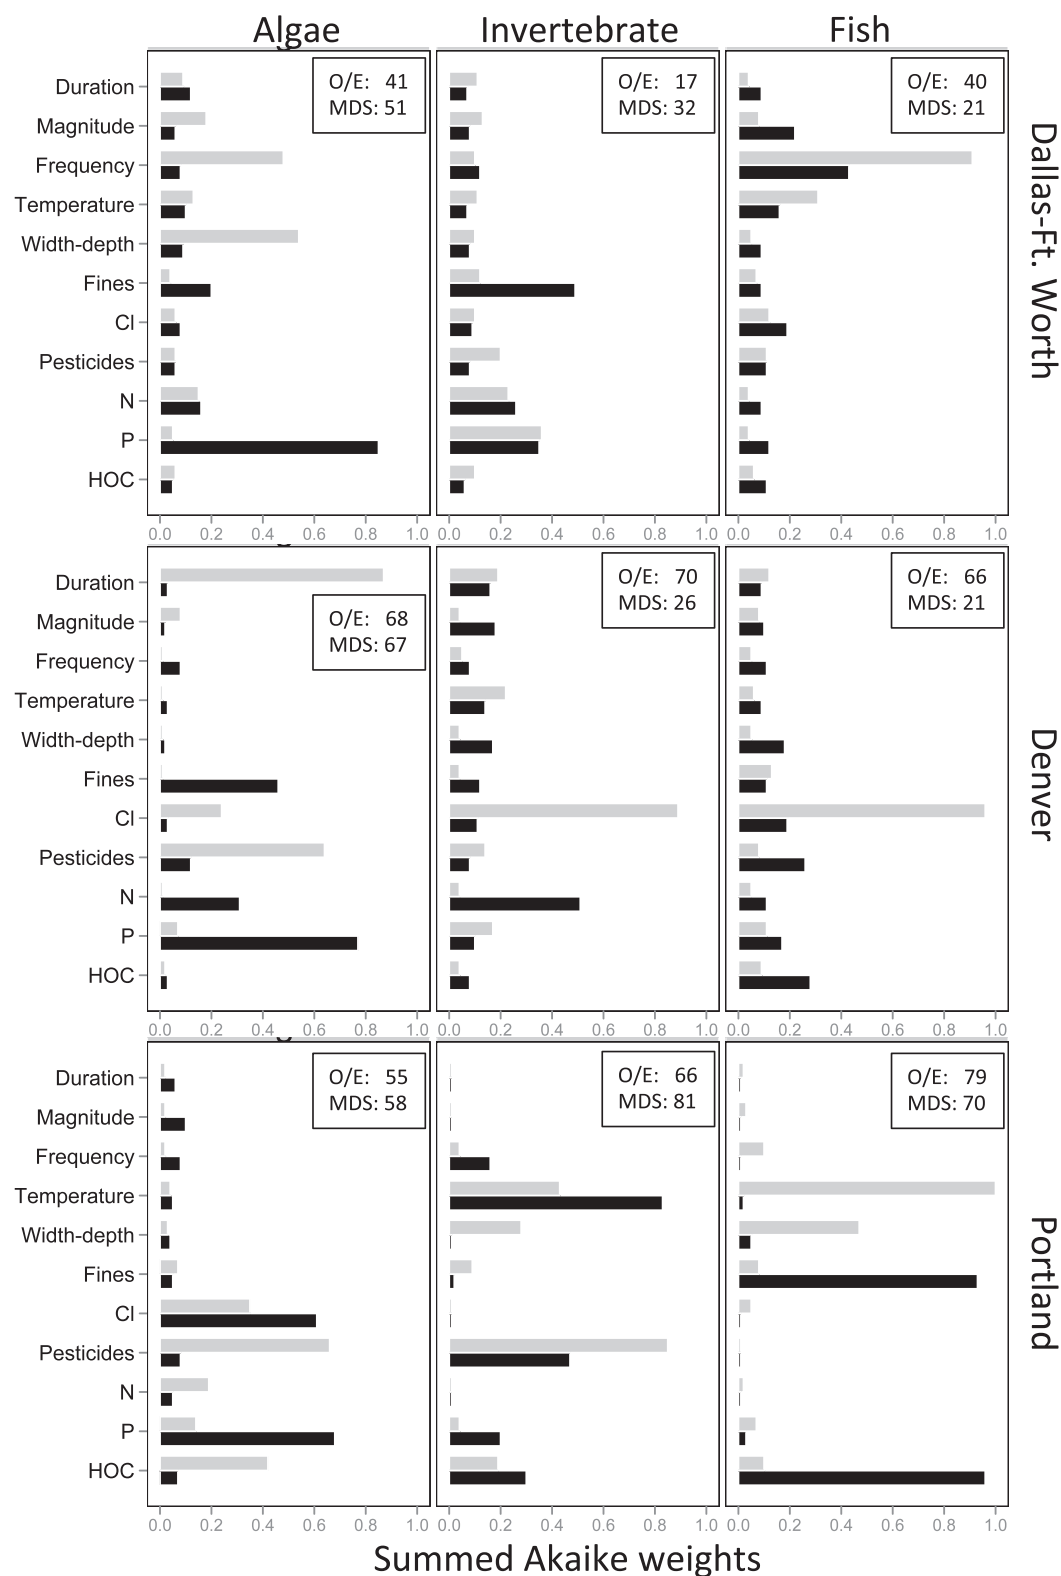 Algae Invertebrate Fish
Duration
Magnitude
Frequency
Temperature
Width-depth
Fines
Cl
Pesticides
N
P
HOC
O/E: 41
MDS: 51
O/E: 17
MDS: 32
O/E: 40
MDS: 21
Dallas-Ft. Worth
0.0 0.2 0.4 0.6 0.8 1.0 0.0 0.2 0.4 0.6 0.8 1.0 0.0 0.2 0.4 0.6 0.8 1.0
Duration
Magnitude
Frequency
Temperature
Width-depth
Fines
Cl
Pesticides
N
P
HOC
O/E: 68
MDS: 67
O/E: 70
MDS: 26
O/E: 66
MDS: 21
Denver
0.0 0.2 0.4 0.6 0.8 1.0 0.0 0.2 0.4 0.6 0.8 1.0 0.0 0.2 0.4 0.6 0.8 1.0
Duration
Magnitude
Frequency
Temperature
Width-depth
Fines
Cl
Pesticides
N
P
HOC
O/E: 55
MDS: 58
O/E: 66
MDS: 81
O/E: 79
MDS: 70
Portland
0.0 0.2 0.4 0.6 0.8 1.0 0.0 0.2 0.4 0.6 0.8 1.0 0.0 0.2 0.4 0.6 0.8 1.0
Summed Akaike weights